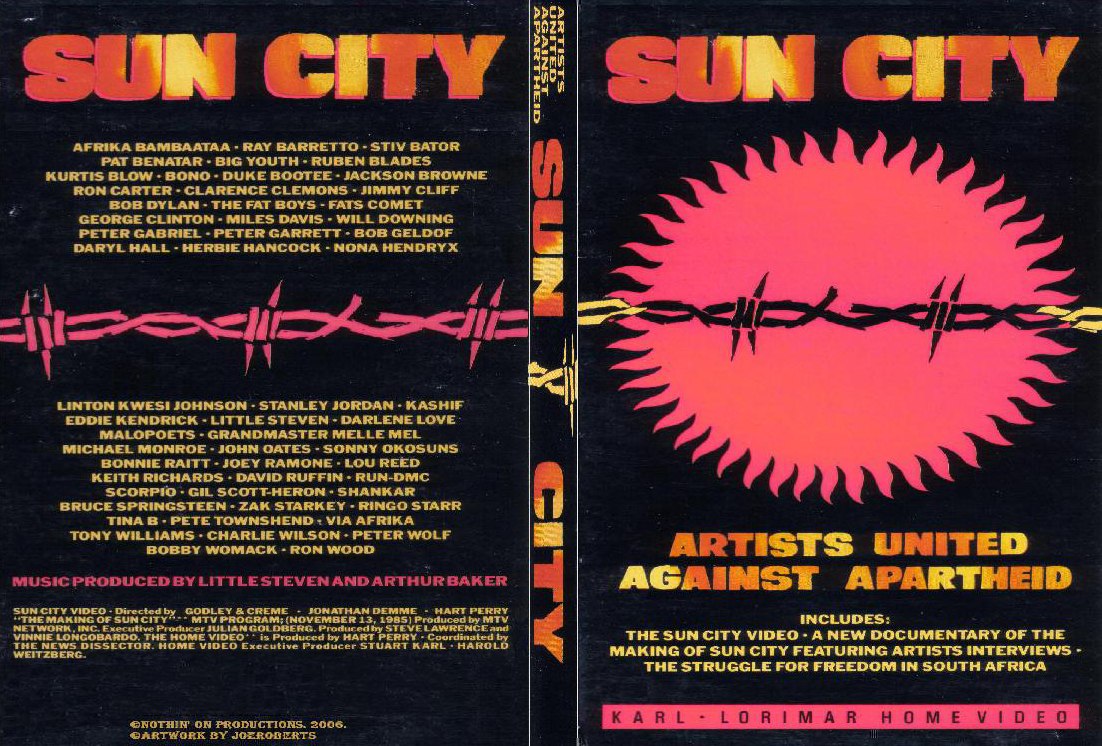 SUN CITY
AFRIKA BAMBAATAA · RAY BARRETTO · STIV BATOR
PAT BENATAR · BIG YOUTH · RUBEN BLADES
KURTIS BLOW · BONO · DUKE BOOTEE · JACKSON BROWNE
RON CARTER · CLARENCE CLEMONS · JIMMY CLIFF
BOB DYLAN · THE FAT BOYS · FATS COMET
GEORGE CLINTON · MILES DAVIS · WILL DOWNING
PETER GABRIEL · PETER GARRETT · BOB GELDOF
DARYL HALL · HERBIE HANCOCK · NONA HENDRYX
LINTON KWESI JOHNSON · STANLEY JORDAN · KASHIF
EDDIE KENDRICK · LITTLE STEVEN · DARLENE LOVE
MALOPOETS · GRANDMASTER MELLE MEL
MICHAEL MONROE · JOHN OATES · SONNY OKOSUNS
BONNIE RAITT · JOEY RAMONE · LOU REED
KEITH RICHARDS · DAVID RUFFIN · RUN-DMC
SCORPIO · GIL SCOTT-HERON · SHANKAR
BRUCE SPRINGSTEEN · ZAK STARKEY · RINGO STARR
TINA B · PETE TOWNSHEND · VIA AFRIKA
TONY WILLIAMS · CHARLIE WILSON · PETER WOLF
BOBBY WOMACK · RON WOOD
MUSIC PRODUCED BY LITTLE STEVEN AND ARTHUR BAKER
SUN CITY VIDEO · Directed by GODLEY & CREME · JONATHAN DEMME · HART PERRY
"THE MAKING OF SUN CITY" · MTV PROGRAM; (NOVEMBER 13, 1985) Produced by MTV
NETWORK, INC. Executive Producer JULIAN GOLDBERG. Produced by STEVE LAWRENCE and
VINNIE LONGOBARDO. THE HOME VIDEO is Produced by HART PERRY · Coordinated by
THE NEWS DISSECTOR. HOME VIDEO Executive Producer STUART KARL · HAROLD
WEITZBERG.
©NOTHIN' ON PRODUCTIONS. 2006.
©ARTWORK BY JOEROBERTS
ARTISTS
UNITED
AGAINST
APARTHEID
SUN CITY
SUN CITY
ARTISTS UNITED
AGAINST APARTHEID
INCLUDES:
THE SUN CITY VIDEO · A NEW DOCUMENTARY OF THE
MAKING OF SUN CITY FEATURING ARTISTS INTERVIEWS ·
THE STRUGGLE FOR FREEDOM IN SOUTH AFRICA
KARL · LORIMAR HOME VIDEO